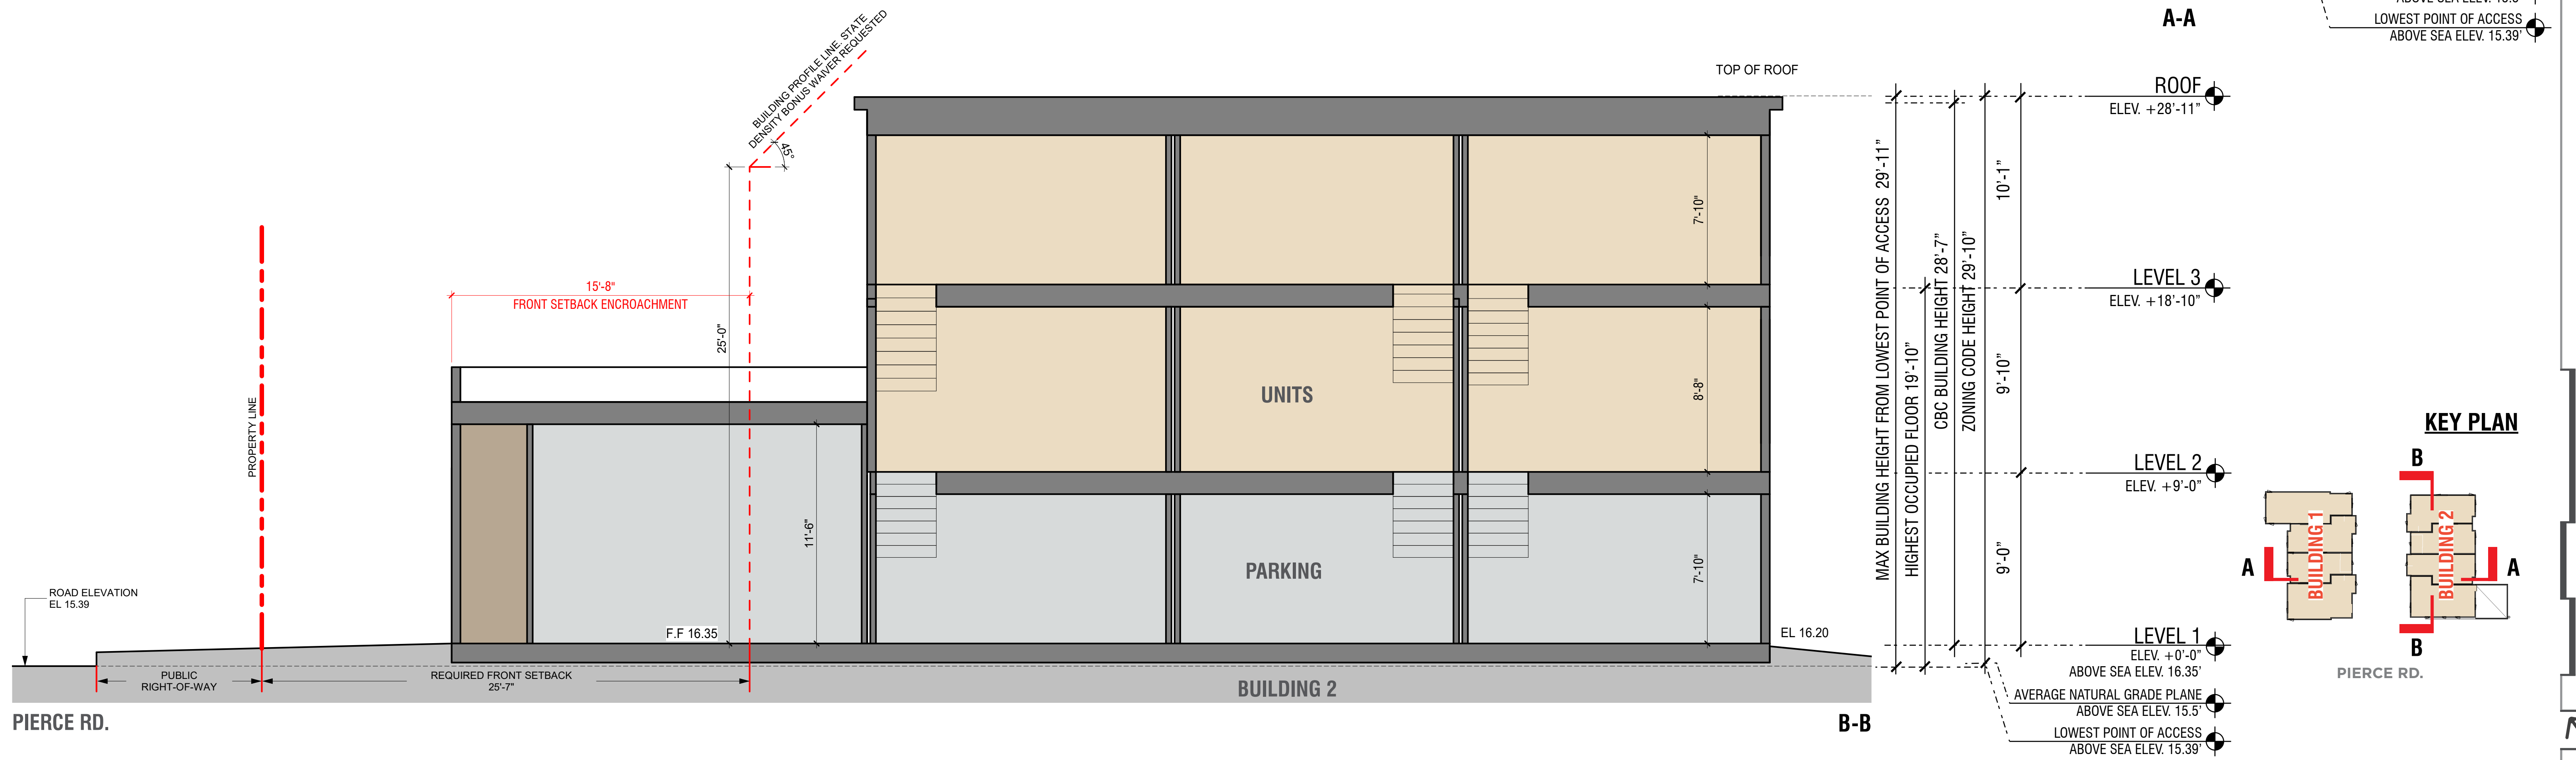 A-A
LOWEST POINT OF ACCESS
ABOVE SEA ELEV. 15.39'
BUILDING PROFILE LINE. STATE
DENSITY BONUS WAIVER REQUESTED
45°
TOP OF ROOF
ROOF
ELEV. +28'-11"
25'-0"
15'-8"
FRONT SETBACK ENCROACHMENT
PROPERTY LINE
7'-10"
8'-8"
UNITS
11'-6"
PARKING
7'-10"
MAX BUILDING HEIGHT FROM LOWEST POINT OF ACCESS 29'-11"
HIGHEST OCCUPIED FLOOR 19'-10"
CBC BUILDING HEIGHT 28'-7"
ZONING CODE HEIGHT 29'-10"
10'-1"
9'-10"
9'-0"
LEVEL 3
ELEV. +18'-10"
LEVEL 2
ELEV. +9'-0"
LEVEL 1
ELEV. +0'-0"
ABOVE SEA ELEV. 16.35'
AVERAGE NATURAL GRADE PLANE
ABOVE SEA ELEV. 15.5'
LOWEST POINT OF ACCESS
ABOVE SEA ELEV. 15.39'
KEY PLAN
B
BUILDING 1
BUILDING 2
A
A
B
PIERCE RD.
ROAD ELEVATION
EL 15.39
F.F 16.35
EL 16.20
PUBLIC
RIGHT-OF-WAY
REQUIRED FRONT SETBACK
25'-7"
BUILDING 2
PIERCE RD.
B-B